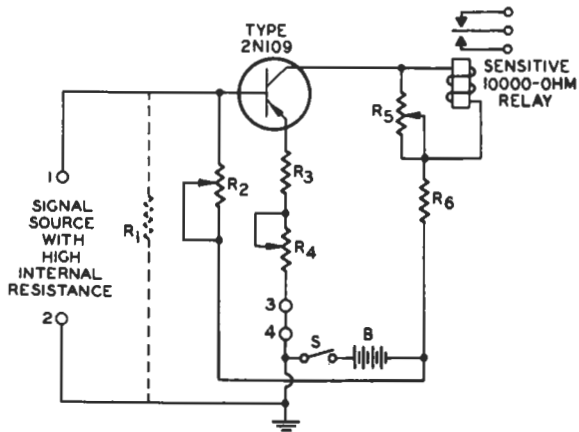 TYPE
2N109
SENSITIVE
10000-OHM
RELAY
R5
R3
R2
R6
1
SIGNAL
SOURCE
WITH
HIGH
INTERNAL
RESISTANCE
R1
R4
2
3
4
S
B